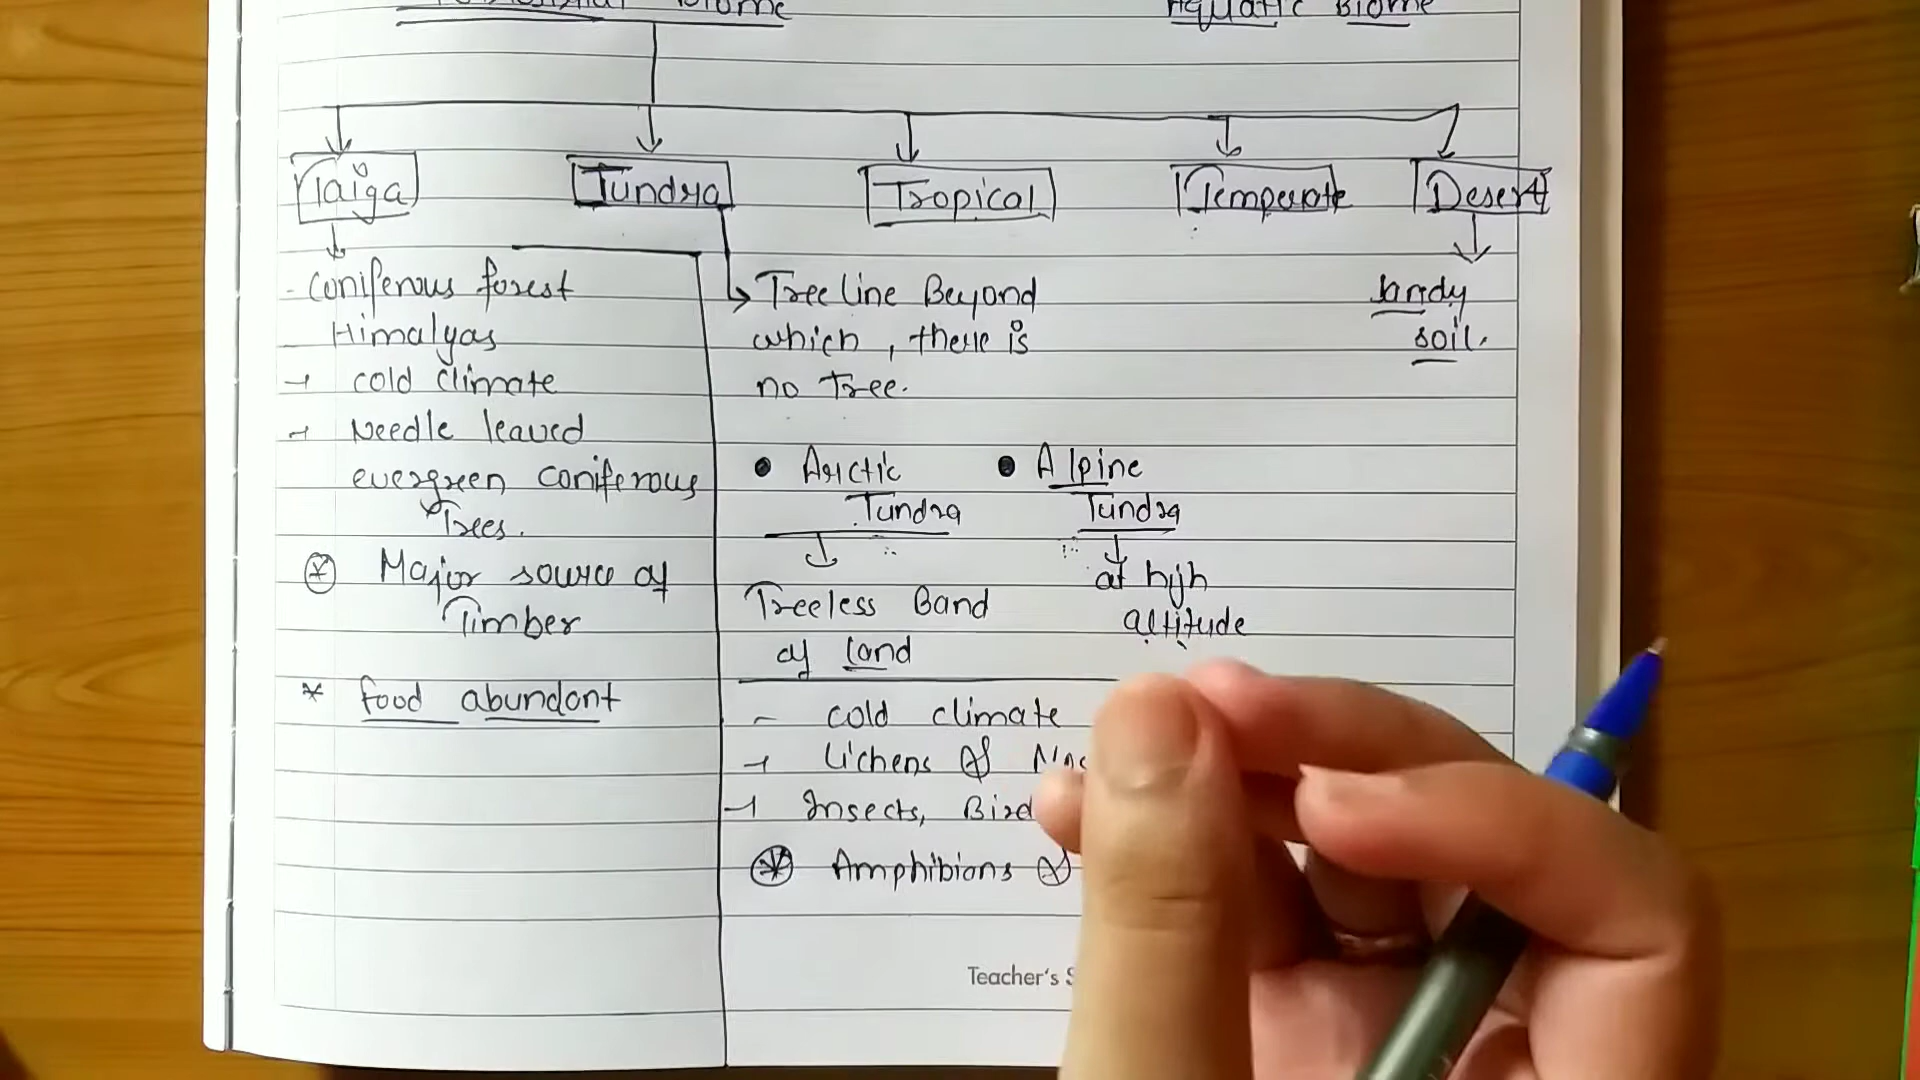 Biome
Aquatic Biome
Taiga
Tundra
Tropical
Temperate
Desert
- Coniferous forest
Himalyas
cold climate
Needle leaved
evergreen coniferous
Trees.
Major source of
Timber
* food abundant
Tree line Beyond
which, there is
no Tree.
• Arctic
Tundra
• Alpine
Tundra
Treeless Band
of land
at high
altitude
- cold climate
Lichens &
Insects,
Amphibians &
soil.
Teacher's